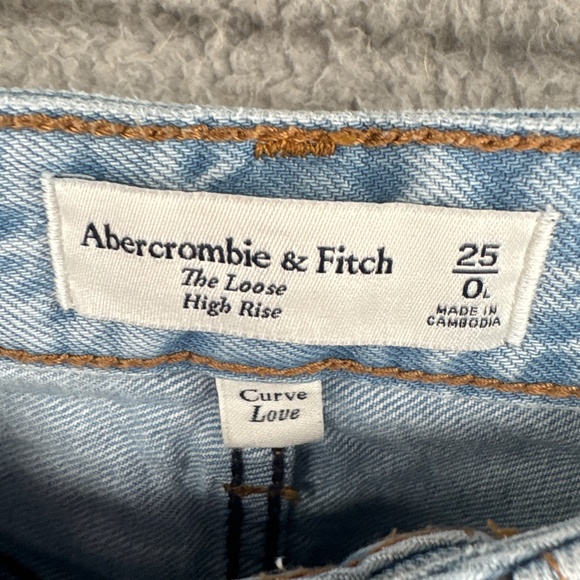 Abercrombie & Fitch
The Loose
High Rise
25
0L
MADE IN
CAMBODIA
Curve
Love